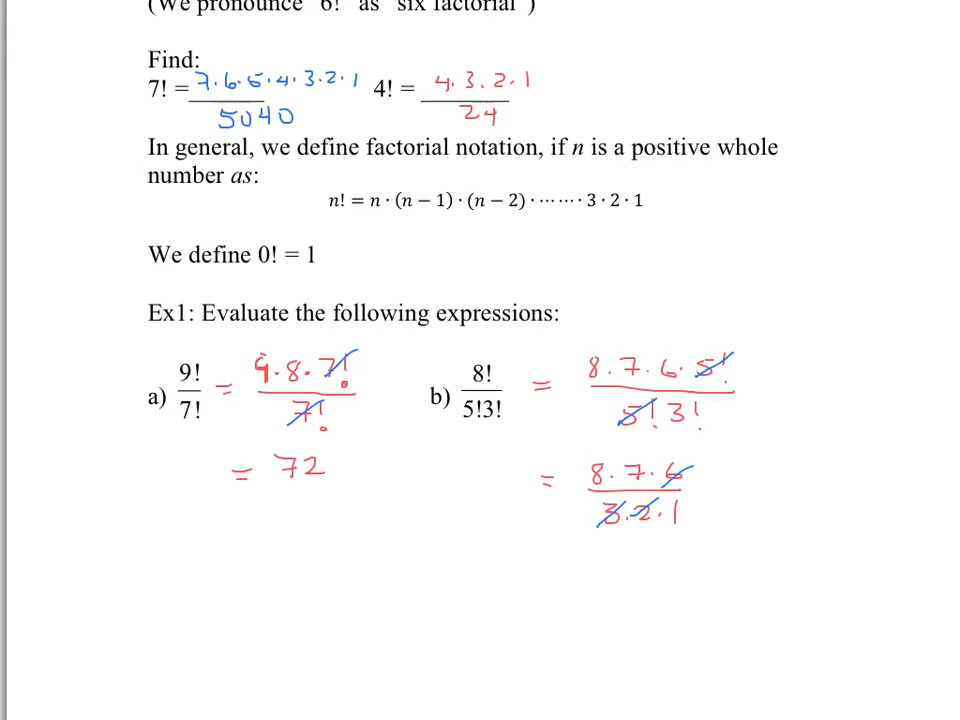 (We pronounce "6!" as "six factorial")
Find:
7! = 7·6·5·4·3·2·1 4! = 4·3·2·1
5040 24
In general, we define factorial notation, if n is a positive whole
number as:
n! = n · (n − 1) · (n − 2) · ⋯⋯ · 3 · 2 · 1
We define 0! = 1
Ex1: Evaluate the following expressions:
a) 9!/7! = 9·8·7!/7! b) 8!/5!3! = 8·7·6·5!/5!3!
= 72 = 8·7·6/3·2·1